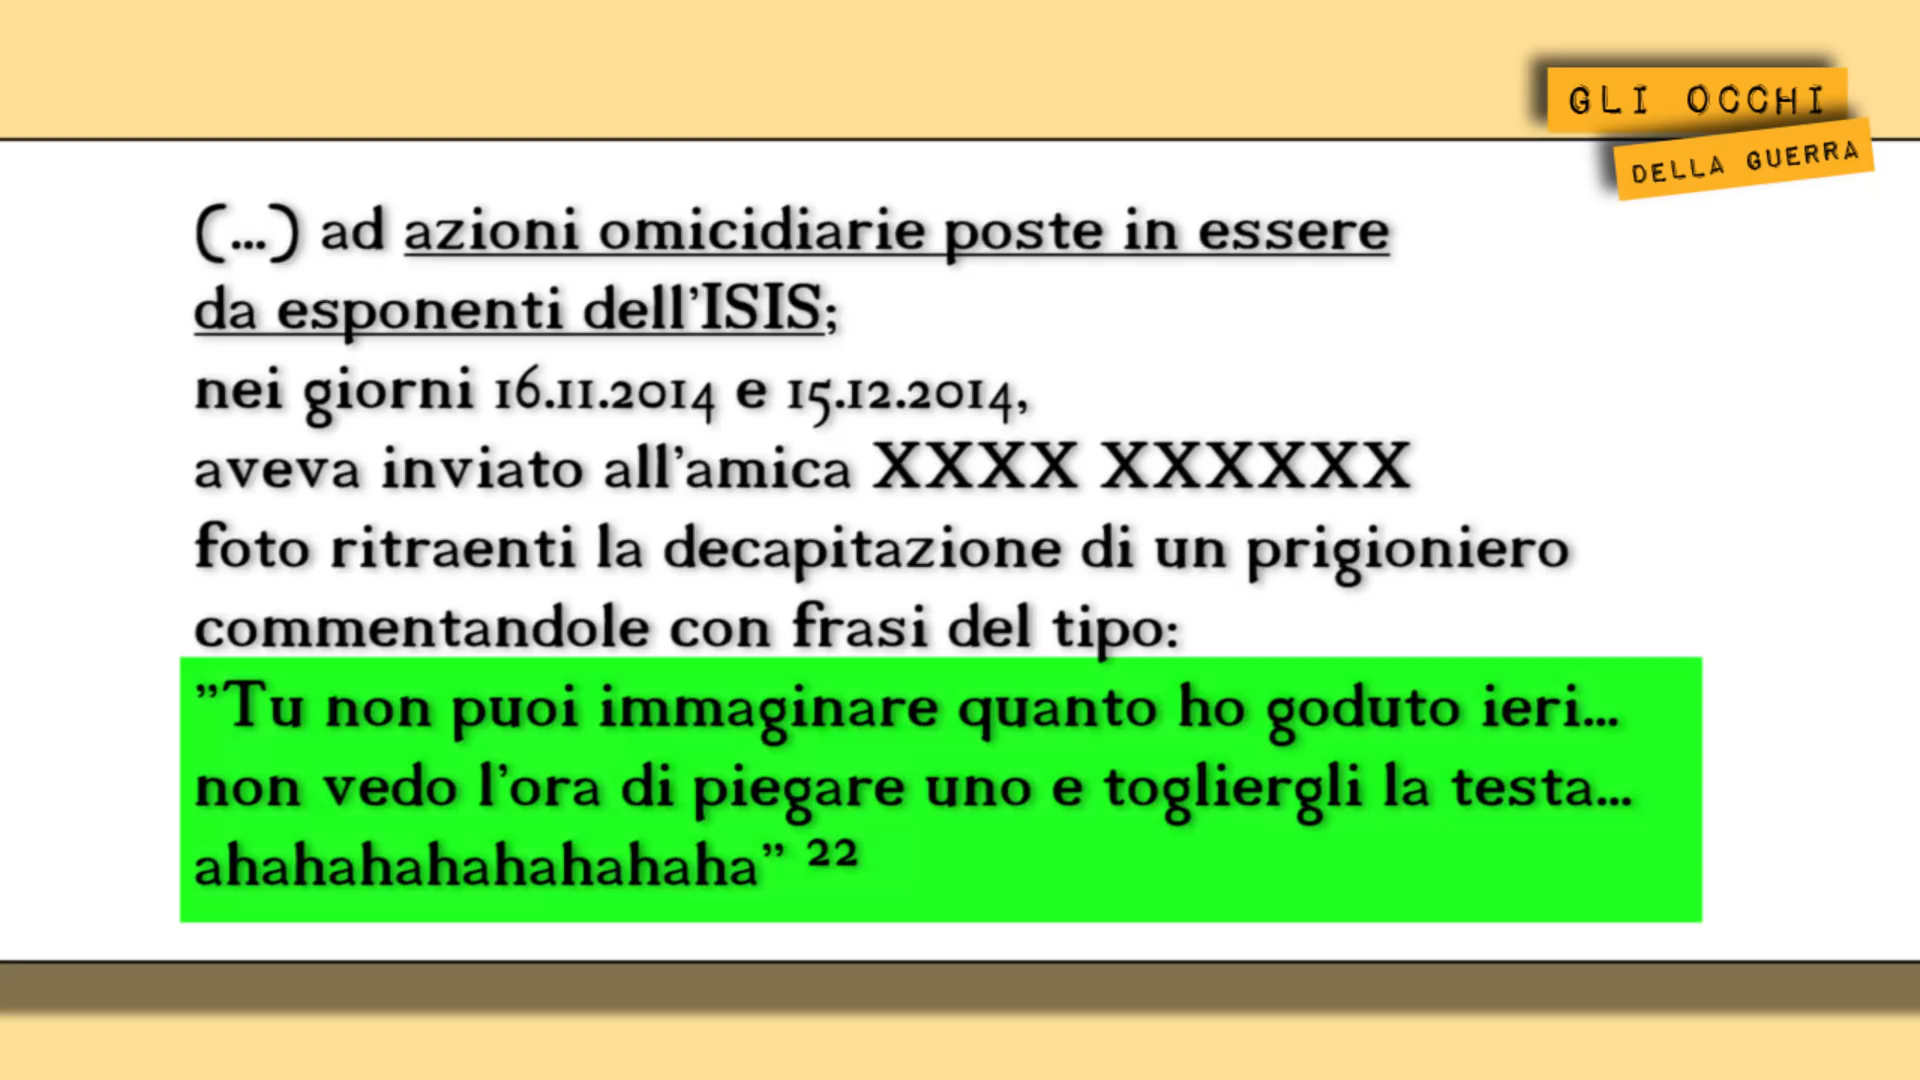 GLI OCCHI
DELLA GUERRA
(...) ad azioni omicidiarie poste in essere
da esponenti dell'ISIS;
nei giorni 16.11.2014 e 15.12.2014,
aveva inviato all'amica XXXX XXXXXX
foto ritraenti la decapitazione di un prigioniero
commentandole con frasi del tipo:
”Tu non puoi immaginare quanto ho goduto ieri...
non vedo l'ora di piegare uno e togliergli la testa...
ahahahahahahahaha” 22